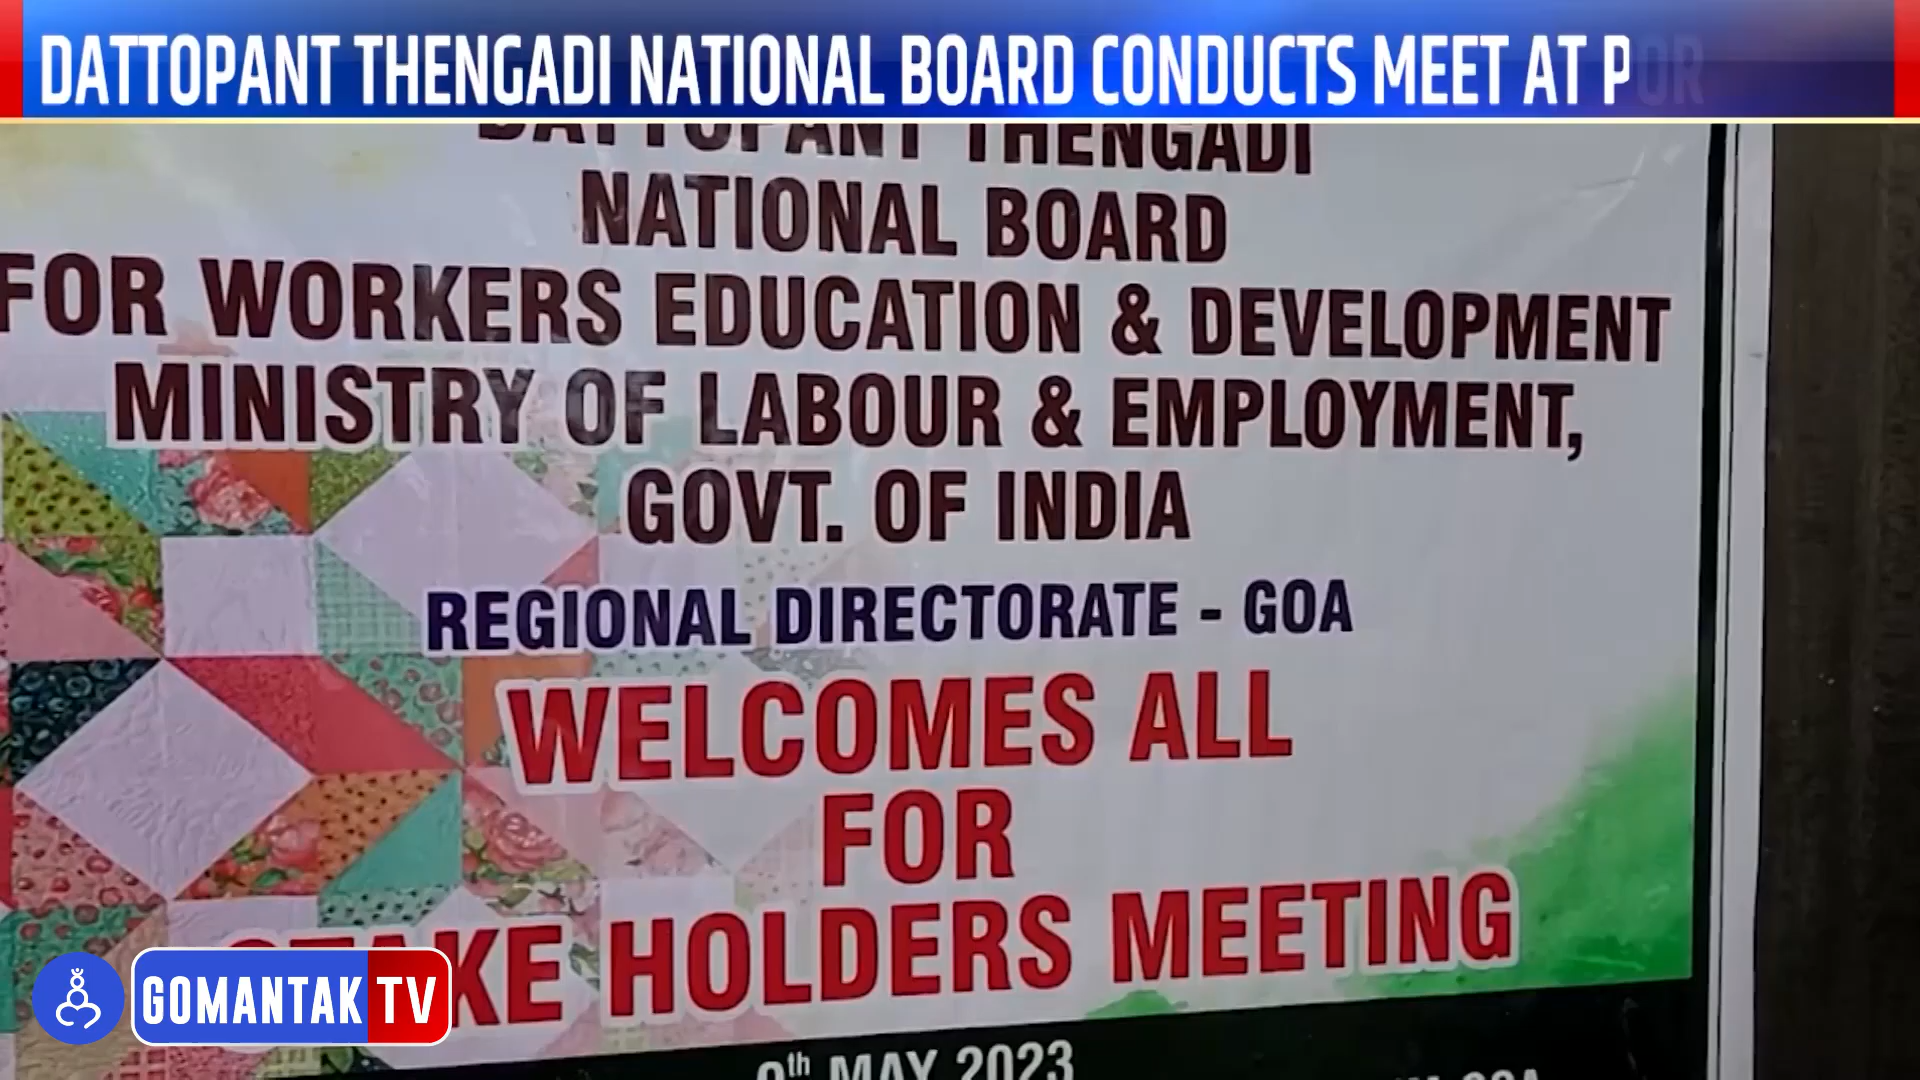 DATTOPANT THENGADI NATIONAL BOARD CONDUCTS MEET AT POR
DATTOPANT THENGADI
NATIONAL BOARD
FOR WORKERS EDUCATION & DEVELOPMENT
MINISTRY OF LABOUR & EMPLOYMENT,
GOVT. OF INDIA
REGIONAL DIRECTORATE - GOA
WELCOMES ALL
FOR
STAKE HOLDERS MEETING
MAY 2023
GOMANTAK TV